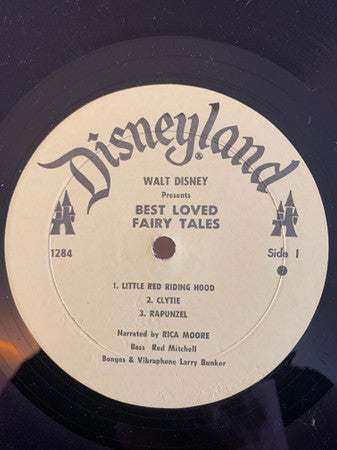 Disneyland®
WALT DISNEY
Presents
BEST LOVED
FAIRY TALES
1284 Side 1
1. LITTLE RED RIDING HOOD
2. CLYTIE
3. RAPUNZEL
Narrated by RICA MOORE
Bass Red Mitchell
Bongos & Vibraphone Larry Bunker